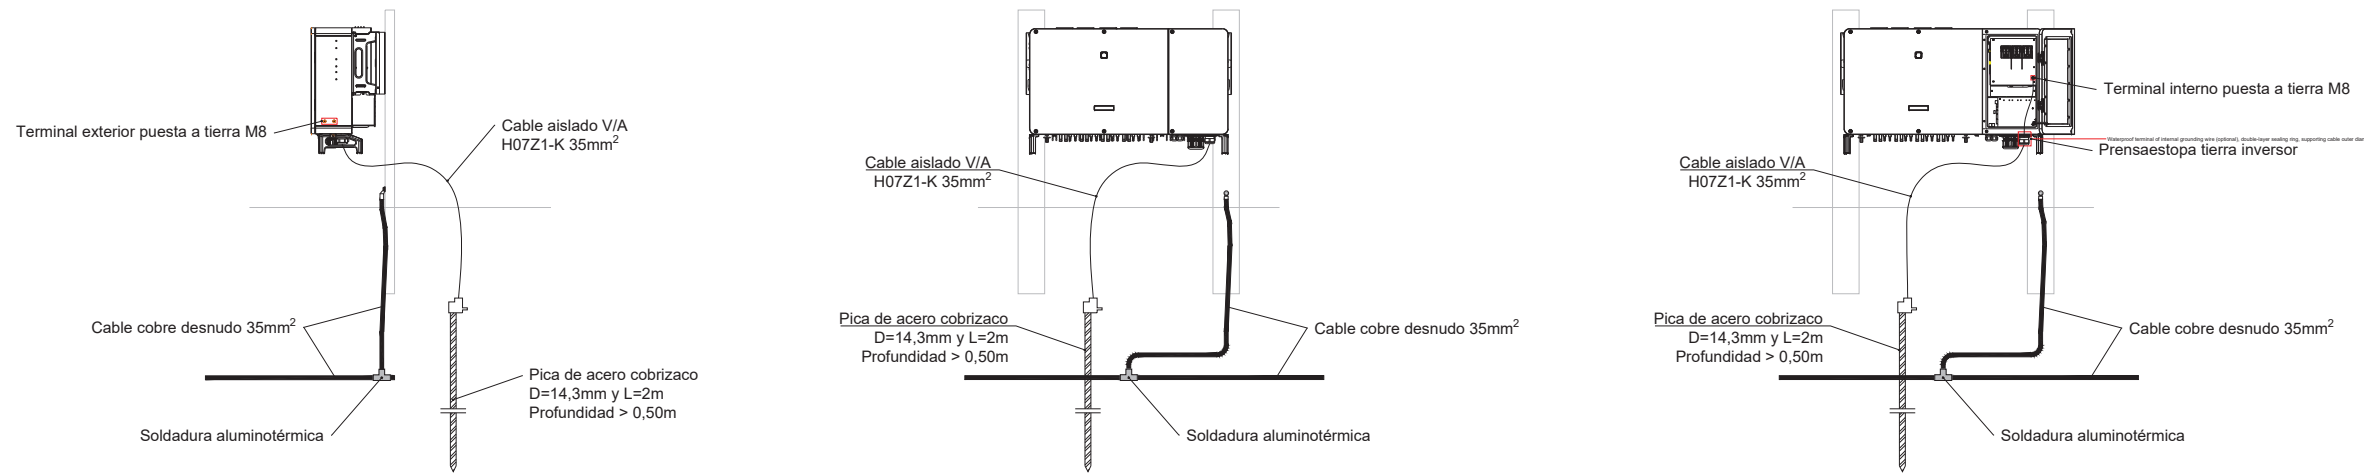 Terminal exterior puesta a tierra M8
Cable aislado V/A
H07Z1-K 35mm²
Cable cobre desnudo 35mm²
Pica de acero cobrizaco
D=14,3mm y L=2m
Profundidad > 0,50m
Soldadura aluminotérmica
Cable aislado V/A
H07Z1-K 35mm²
Pica de acero cobrizaco
D=14,3mm y L=2m
Profundidad > 0,50m
Cable cobre desnudo 35mm²
Soldadura aluminotérmica
Terminal interno puesta a tierra M8
Waterproof terminal of internal grounding wire (optional), double-layer sealing ring, supporting cable outer diam
Prensaestopa tierra inversor
Cable aislado V/A
H07Z1-K 35mm²
Pica de acero cobrizaco
D=14,3mm y L=2m
Profundidad > 0,50m
Cable cobre desnudo 35mm²
Soldadura aluminotérmica